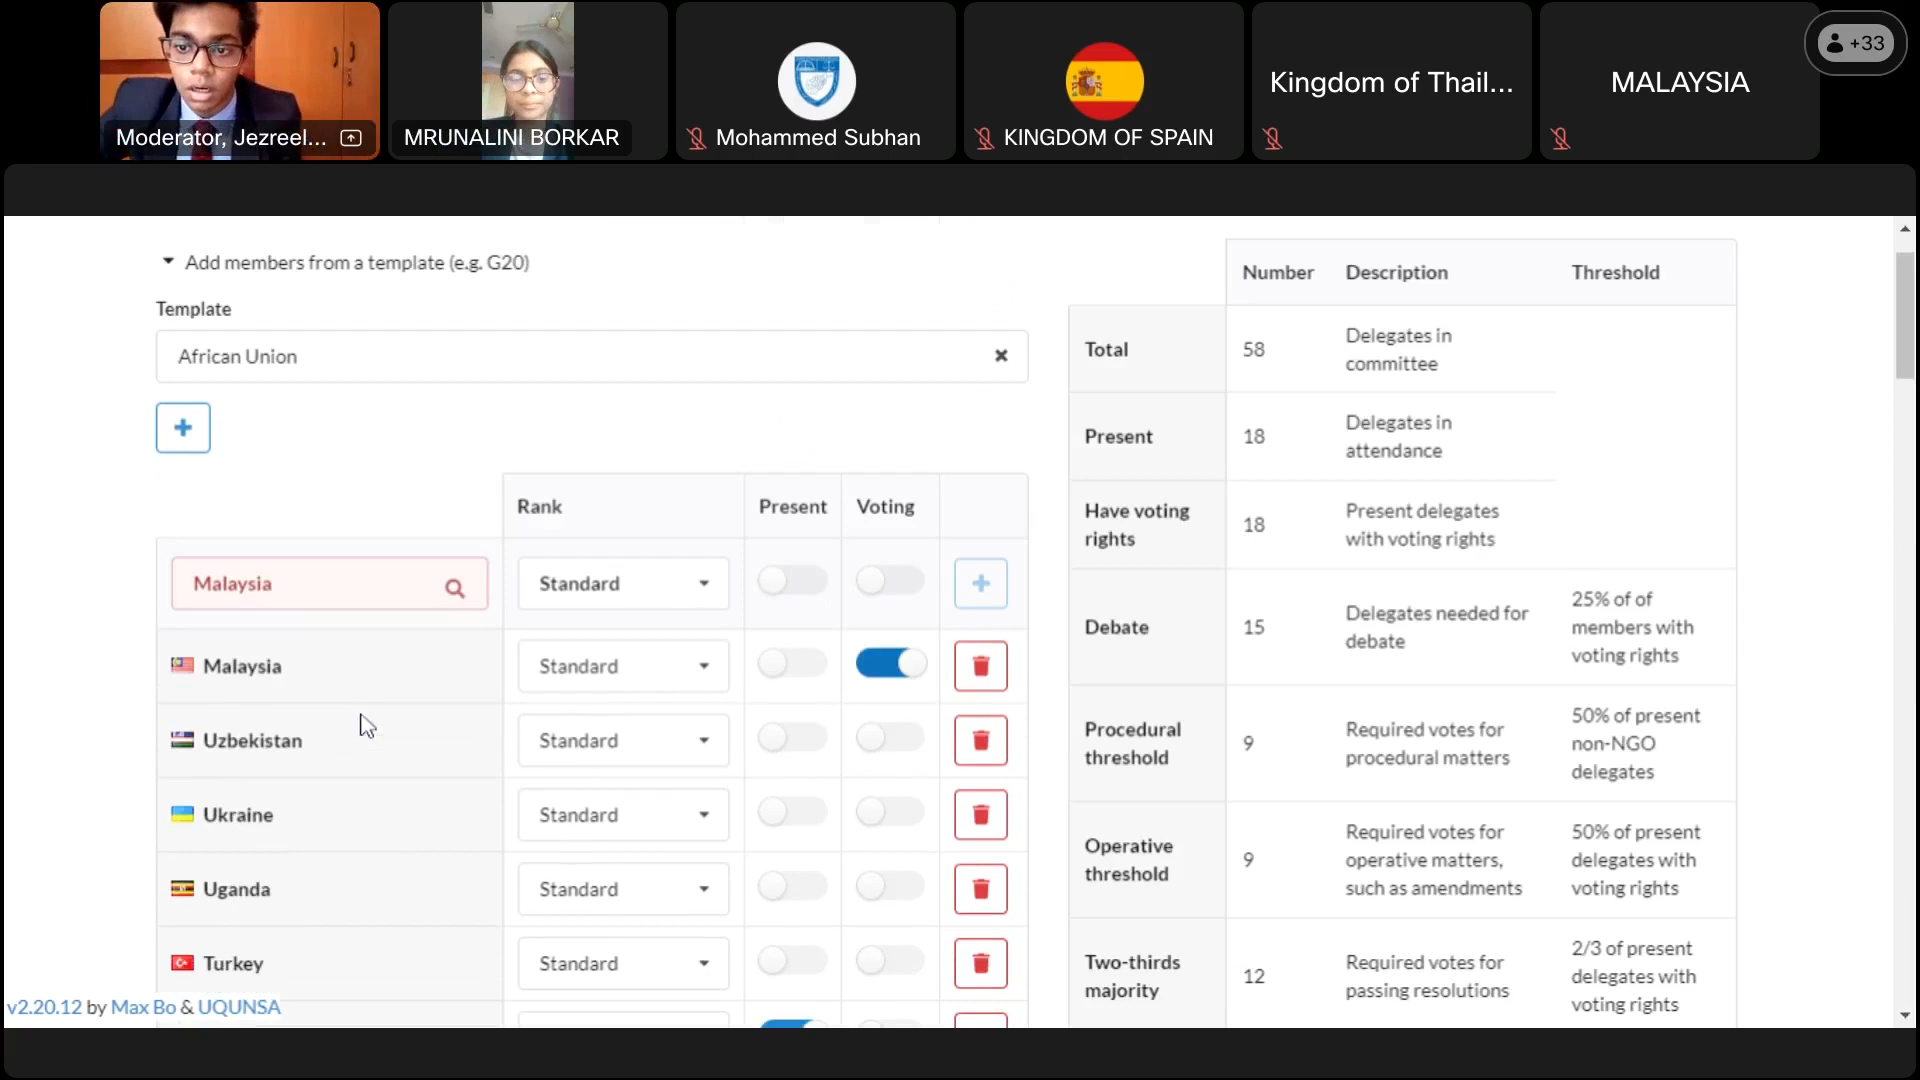 Moderator, Jezreel...
MRUNALINI BORKAR
Mohammed Subhan
KINGDOM OF SPAIN
Kingdom of Thail...
MALAYSIA
+33
Add members from a template (e.g. G20)
Template
African Union
Rank
Present
Voting
Malaysia
Standard
Malaysia
Standard
Uzbekistan
Standard
Ukraine
Standard
Uganda
Standard
Turkey
Standard
Number
Description
Threshold
Total
58
Delegates in
committee
Present
18
Delegates in
attendance
Have voting
rights
18
Present delegates
with voting rights
Debate
15
Delegates needed for
debate
25% of of
members with
voting rights
Procedural
threshold
9
Required votes for
procedural matters
50% of present
non-NGO
delegates
Operative
threshold
9
Required votes for
operative matters,
such as amendments
50% of present
delegates with
voting rights
Two-thirds
majority
12
Required votes for
passing resolutions
2/3 of present
delegates with
voting rights
v2.20.12 by Max Bo & UQUNSA